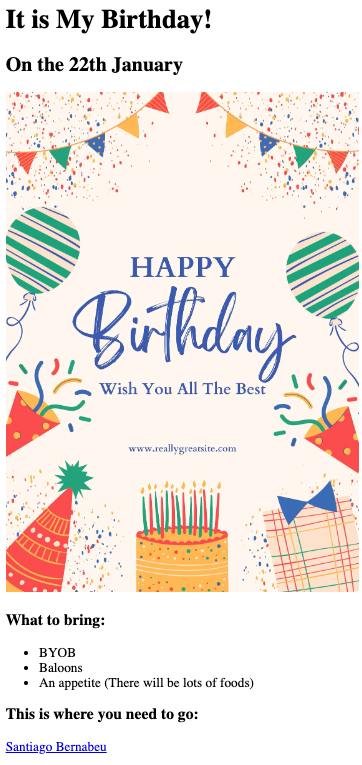 It is My Birthday!
On the 22th January
HAPPY
Birthday
Wish You All The Best
www.reallygreatsite.com
What to bring:
• BYOB
• Baloons
• An appetite (There will be lots of foods)
This is where you need to go:
Santiago Bernabeu